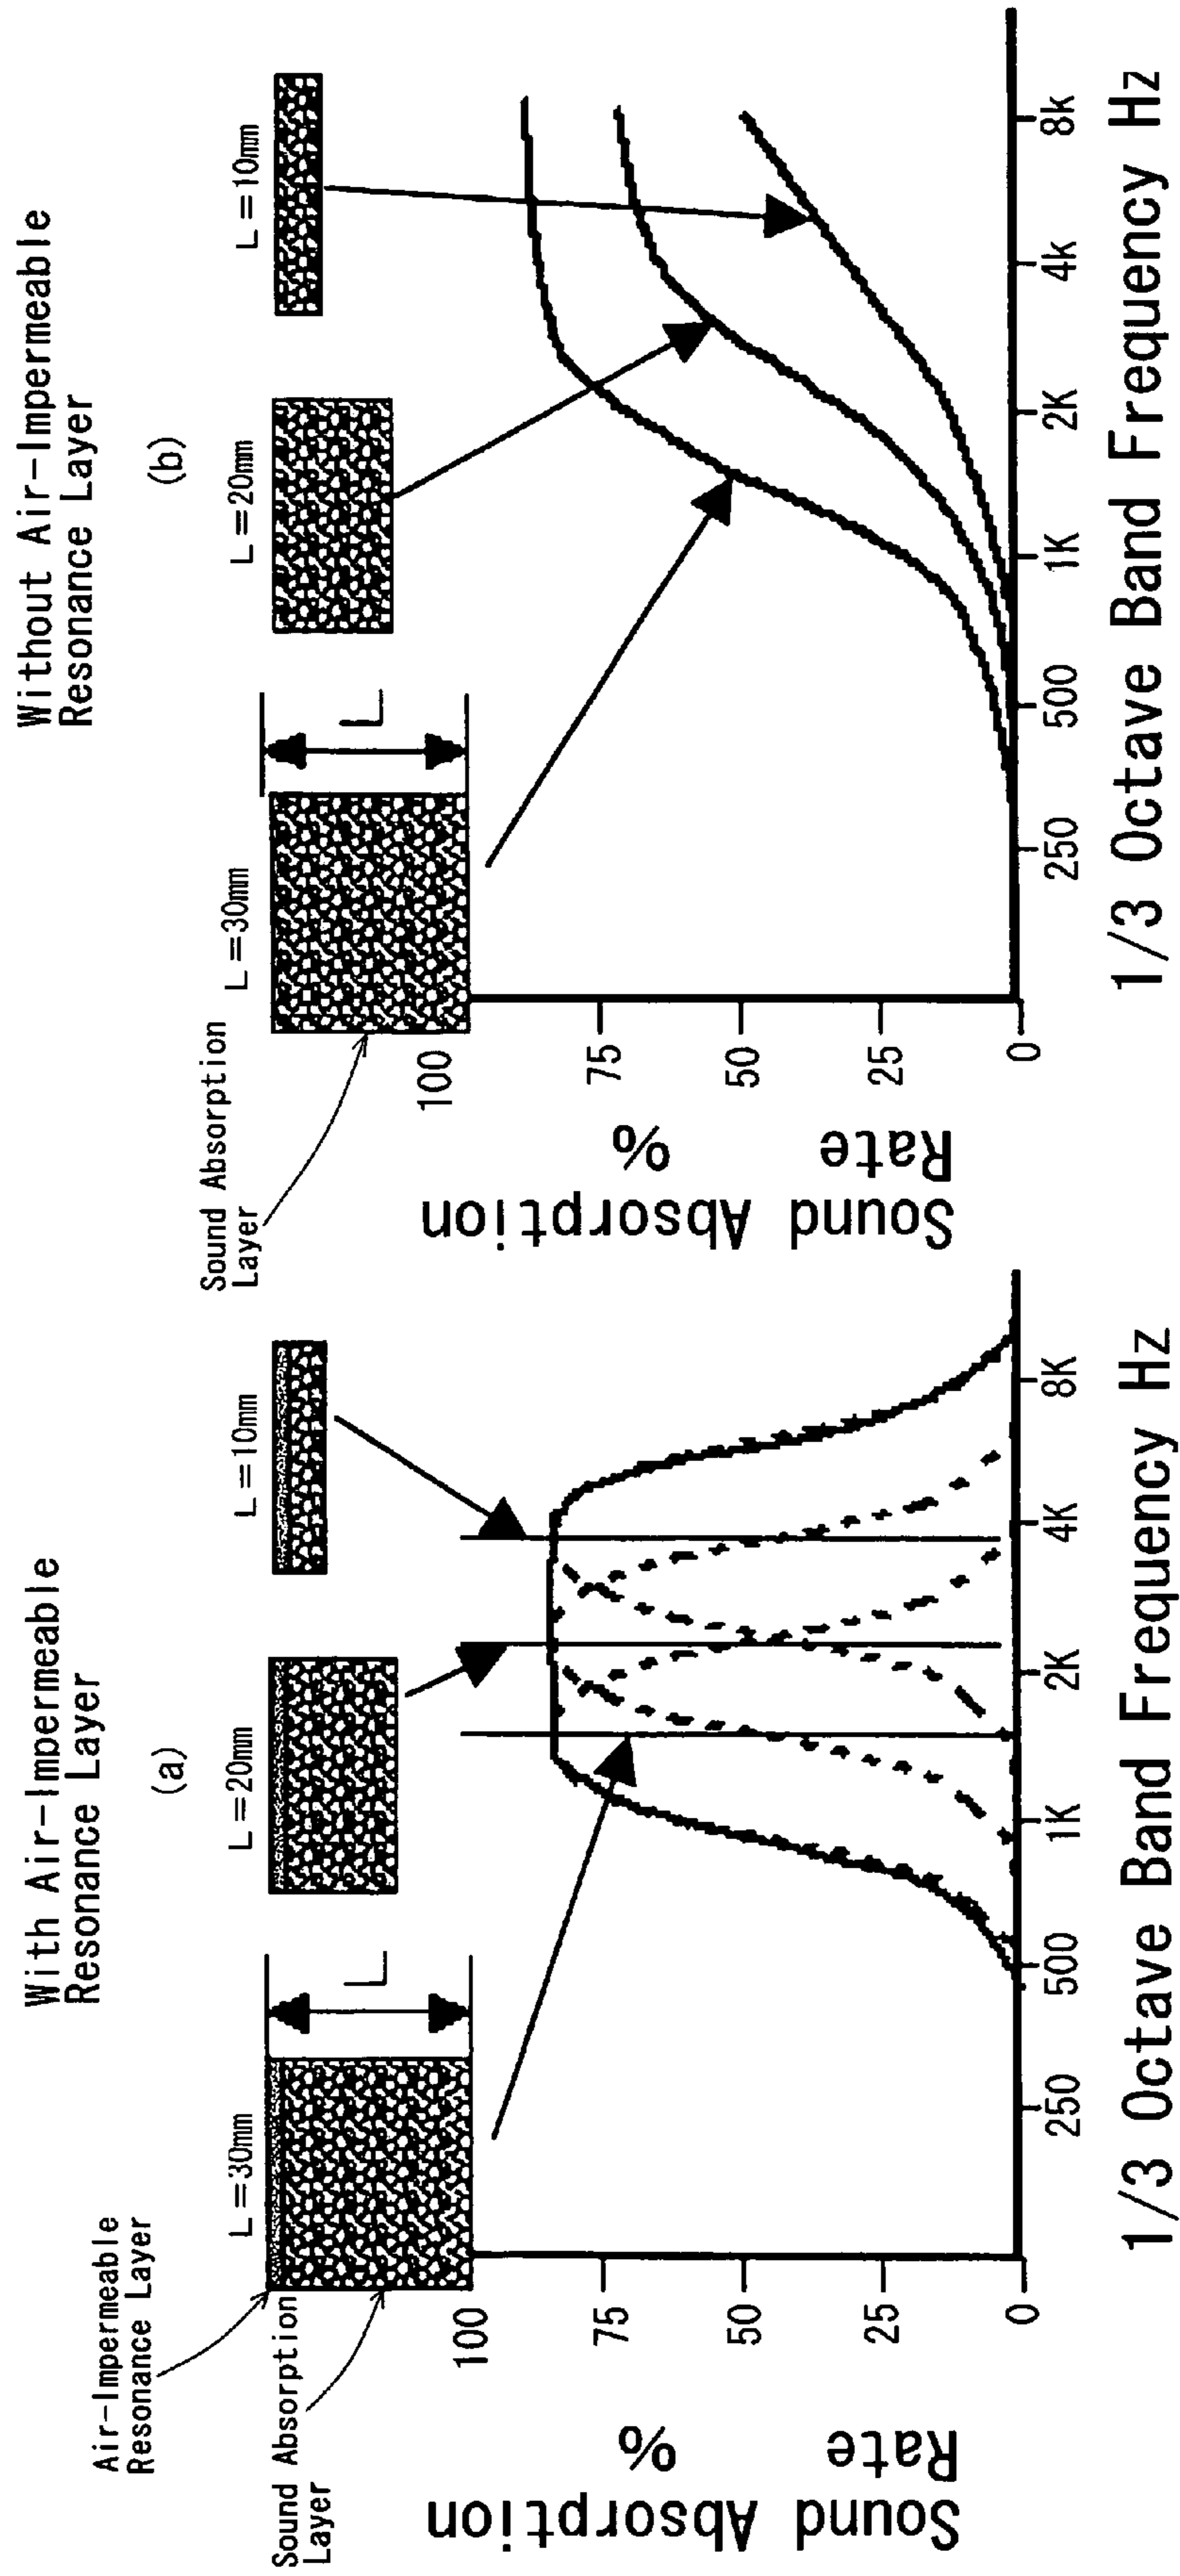 With Air-Impermeable
Resonance Layer
(a)
Air-Impermeable
Resonance Layer
Sound Absorption
Layer
L=30mm
L
L=20mm
L=10mm
100
75
50
25
0
Sound Absorption
Rate %
250
500
1K
2K
4K
8K
1/3 Octave Band Frequency Hz
Without Air-Impermeable
Resonance Layer
(b)
Sound Absorption
Layer
L=30mm
L
L=20mm
L=10mm
100
75
50
25
0
Sound Absorption
Rate %
250
500
1K
2K
4k
8k
1/3 Octave Band Frequency Hz